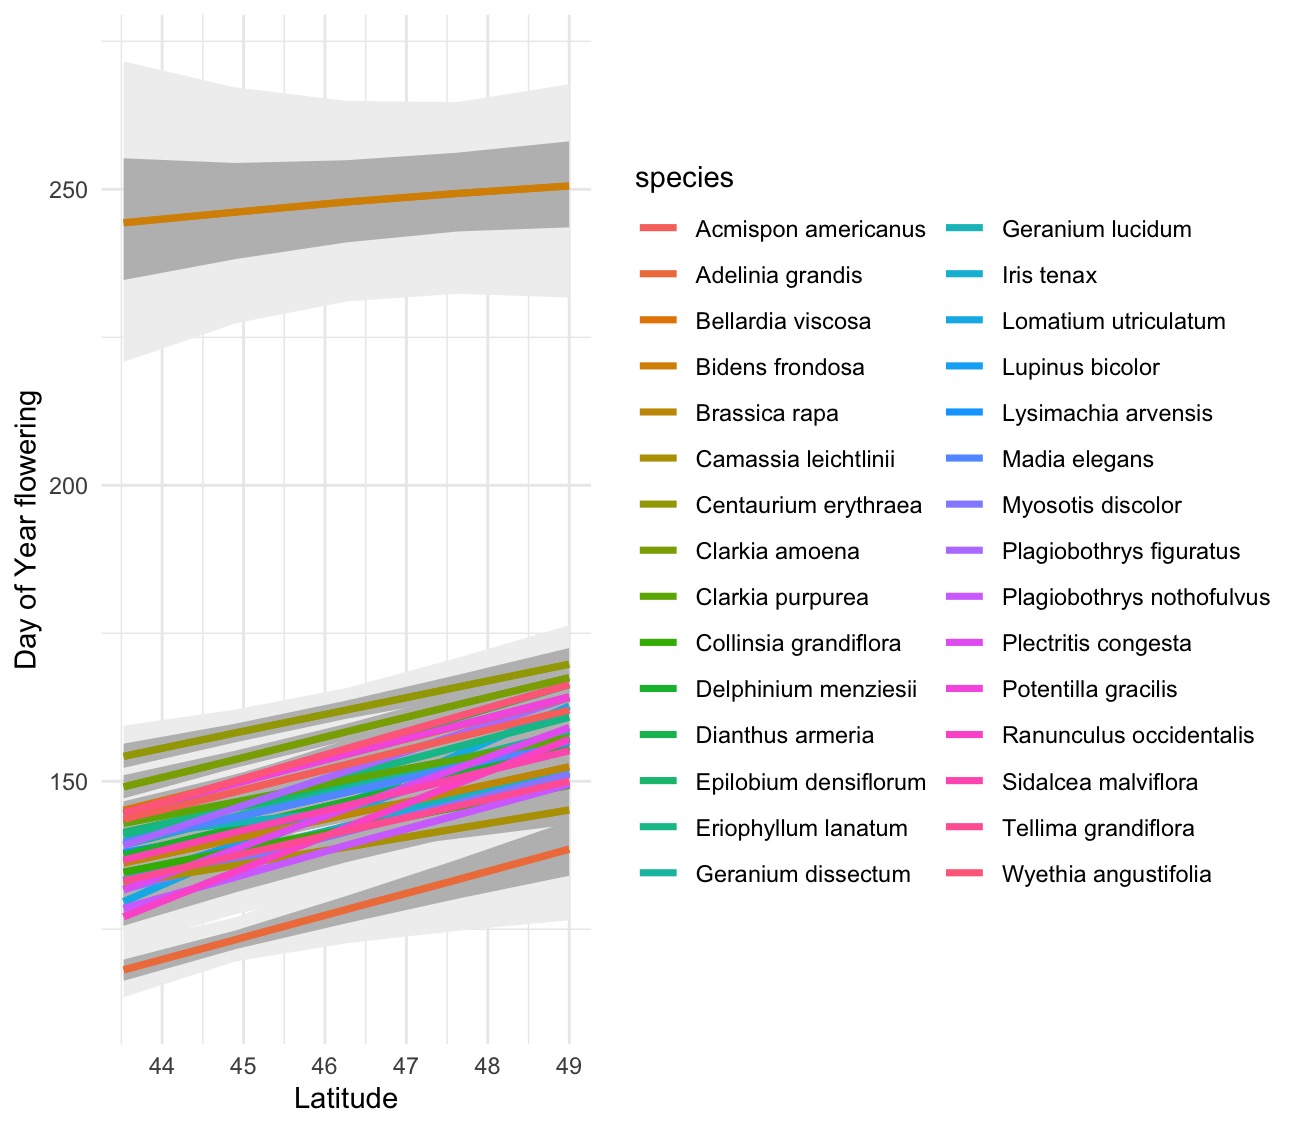 250
200
150
Day of Year flowering
44 45 46 47 48 49
Latitude
species
Acmispon americanus
Adelinia grandis
Bellardia viscosa
Bidens frondosa
Brassica rapa
Camassia leichtlinii
Centaurium erythraea
Clarkia amoena
Clarkia purpurea
Collinsia grandiflora
Delphinium menziesii
Dianthus armeria
Epilobium densiflorum
Eriophyllum lanatum
Geranium dissectum
Geranium lucidum
Iris tenax
Lomatium utriculatum
Lupinus bicolor
Lysimachia arvensis
Madia elegans
Myosotis discolor
Plagiobothrys figuratus
Plagiobothrys nothofulvus
Plectritis congesta
Potentilla gracilis
Ranunculus occidentalis
Sidalcea malviflora
Tellima grandiflora
Wyethia angustifolia